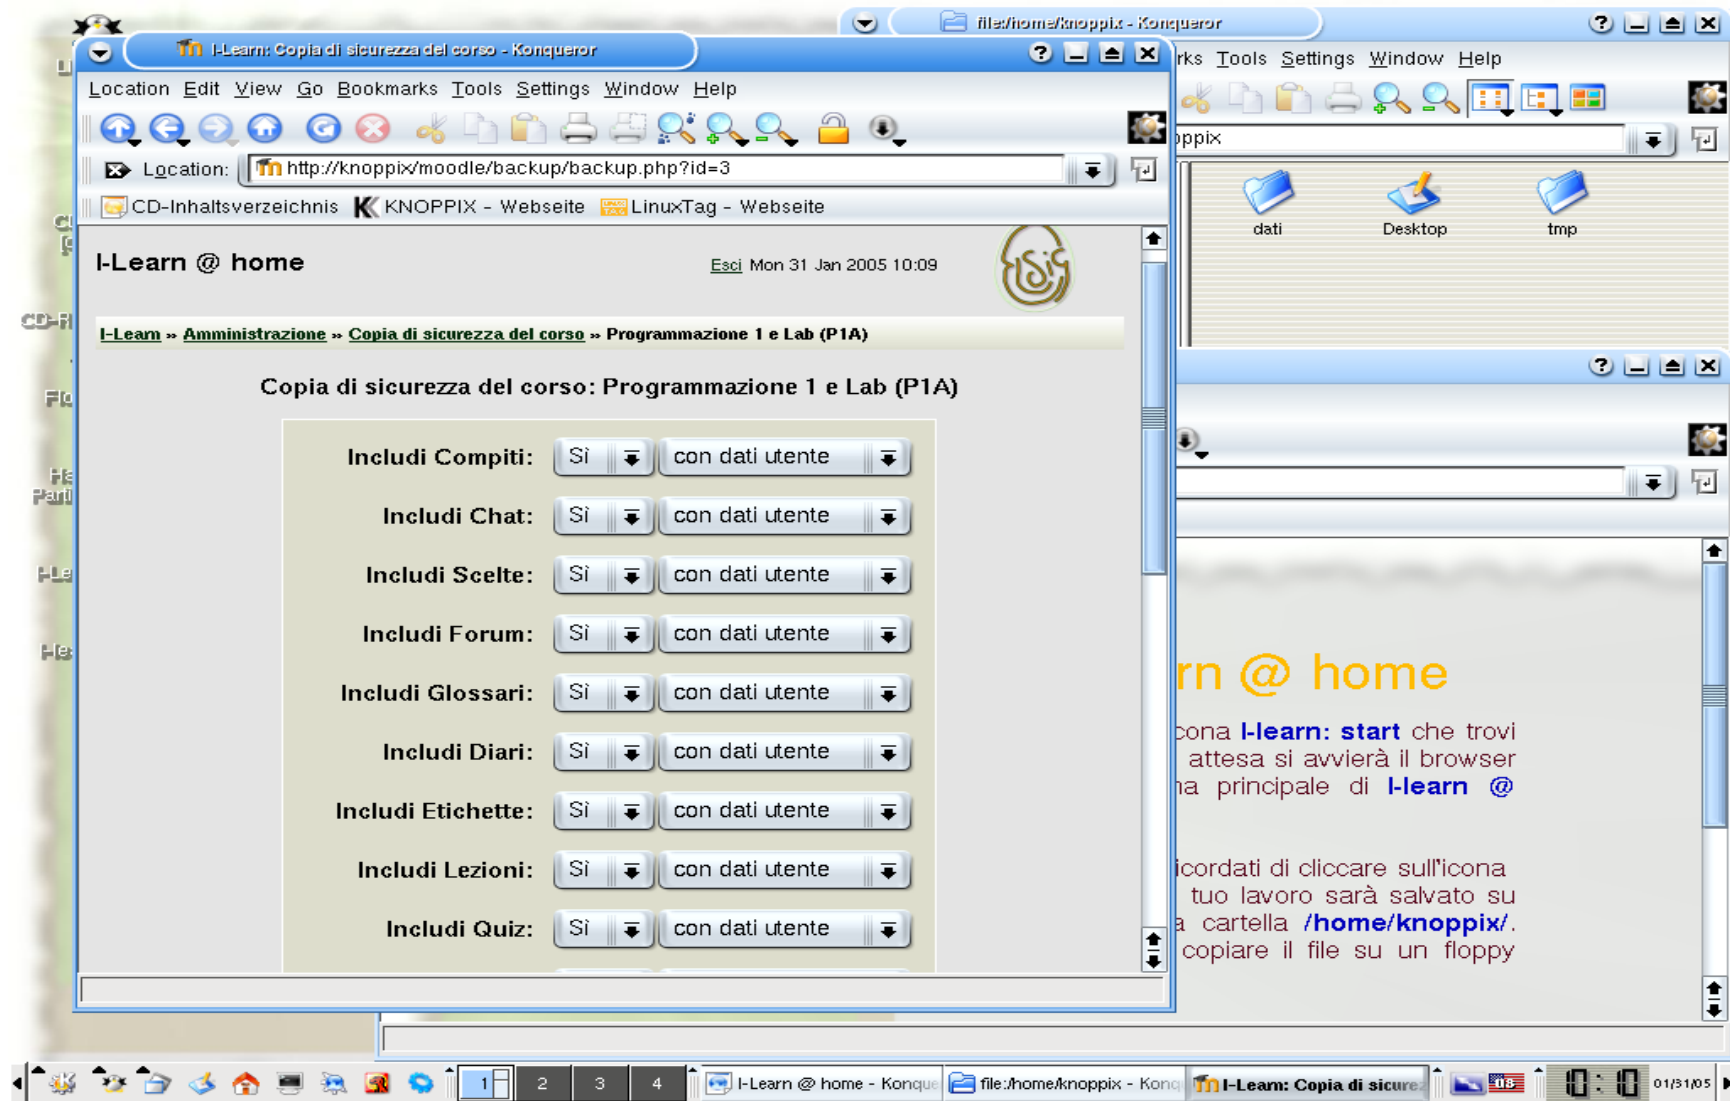 file:/home/knoppix - Konqueror
I-Learn: Copia di sicurezza del corso - Konqueror
Location Edit View Go Bookmarks Tools Settings Window Help
Tools Settings Window Help
Location: http://knoppix/moodle/backup/backup.php?id=3
CD-Inhaltsverzeichnis KNOPPIX - Webseite LinuxTag - Webseite
dati Desktop tmp
I-Learn @ home
Esci Mon 31 Jan 2005 10:09
I-Learn » Amministrazione » Copia di sicurezza del corso » Programmazione 1 e Lab (P1A)
Copia di sicurezza del corso: Programmazione 1 e Lab (P1A)
Includi Compiti: Sì con dati utente
Includi Chat: Sì con dati utente
Includi Scelte: Sì con dati utente
Includi Forum: Sì con dati utente
Includi Glossari: Sì con dati utente
Includi Diari: Sì con dati utente
Includi Etichette: Sì con dati utente
Includi Lezioni: Sì con dati utente
Includi Quiz: Sì con dati utente
rn @ home
cona I-learn: start che trovi
attesa si avvierà il browser
na principale di I-learn @
icordati di cliccare sull'icona
tuo lavoro sarà salvato su
a cartella /home/knoppix/.
copiare il file su un floppy
1 2 3 4 I-Learn @ home - Konque file:/home/knoppix - Konq I-Learn: Copia di sicurez US 10:10 01/31/05